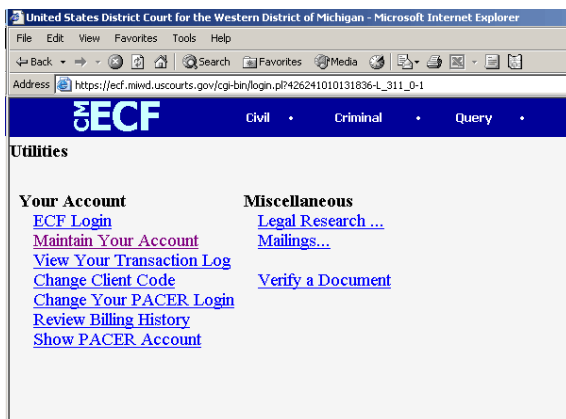 United States District Court for the Western District of Michigan - Microsoft Internet Explorer
File Edit View Favorites Tools Help
Back Search Favorites Media
Address https://ecf.miwd.uscourts.gov/cgi-bin/login.pl?426241010131836-L_311_0-1
CM ECF Civil • Criminal • Query •
Utilities
Your Account Miscellaneous
ECF Login Legal Research ...
Maintain Your Account Mailings...
View Your Transaction Log
Change Client Code Verify a Document
Change Your PACER Login
Review Billing History
Show PACER Account